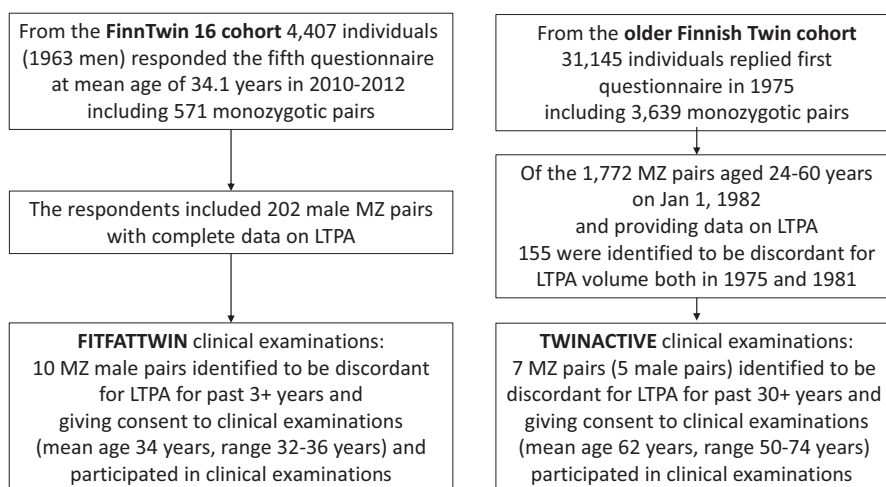 From the FinnTwin 16 cohort 4,407 individuals
(1963 men) responded the fifth questionnaire
at mean age of 34.1 years in 2010-2012
including 571 monozygotic pairs
The respondents included 202 male MZ pairs
with complete data on LTPA
FITFATTWIN clinical examinations:
10 MZ male pairs identified to be discordant
for LTPA for past 3+ years and
giving consent to clinical examinations
(mean age 34 years, range 32-36 years) and
participated in clinical examinations
From the older Finnish Twin cohort
31,145 individuals replied first
questionnaire in 1975
including 3,639 monozygotic pairs
Of the 1,772 MZ pairs aged 24-60 years
on Jan 1, 1982
and providing data on LTPA
155 were identified to be discordant for
LTPA volume both in 1975 and 1981
TWINACTIVE clinical examinations:
7 MZ pairs (5 male pairs) identified to be
discordant for LTPA for past 30+ years and
giving consent to clinical examinations
(mean age 62 years, range 50-74 years)
participated in clinical examinations